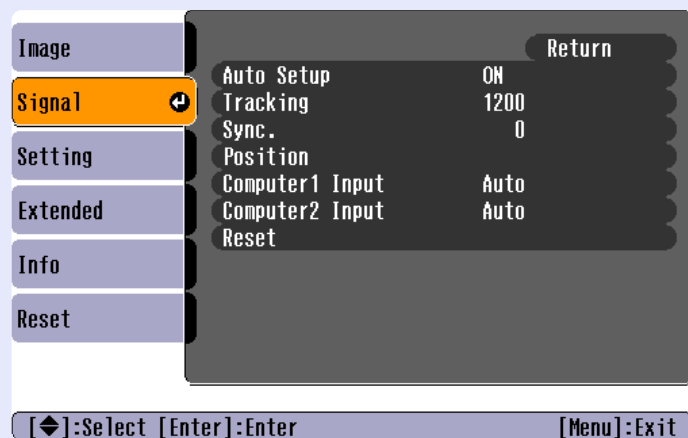 Image
Signal
Setting
Extended
Info
Reset
Return
Auto Setup ON
Tracking 1200
Sync. 0
Position
Computer1 Input Auto
Computer2 Input Auto
Reset
[◆]:Select [Enter]:Enter [Menu]:Exit